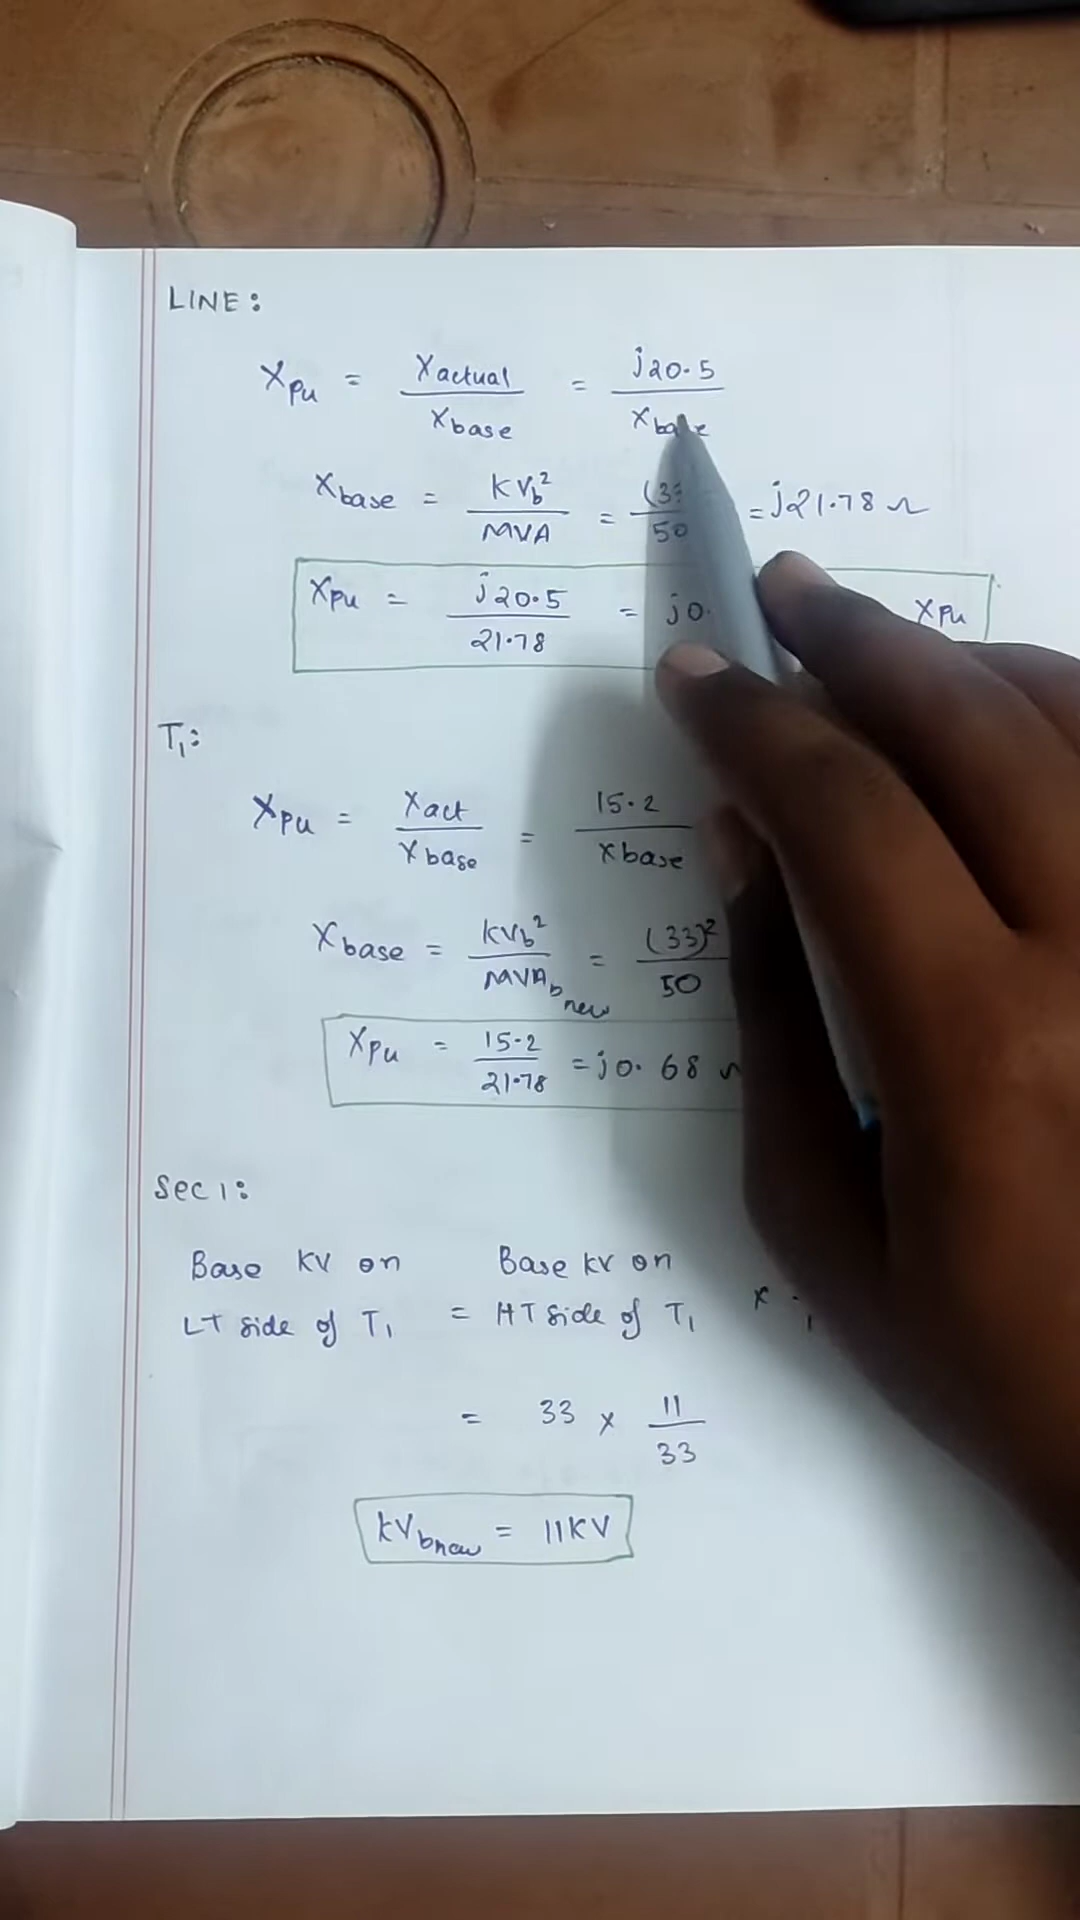 LINE:
Xpu = Xactual / Xbase = j20.5 / Xbase
Xbase = KVb² / MVA = (3 / 50 = j21.78 Ω
Xpu = j20.5 / 21.78 = j0. Xpu
T1:
Xpu = Xact / Xbase = 15.2 / Xbase
Xbase = KVb² / MVAb new = (33)² / 50
Xpu = 15.2 / 21.78 = j0.68
Sec 1:
Base KV on Base KV on
LT side of T1 = HT side of T1 ×
= 33 × 11 / 33
KVbnew = 11KV